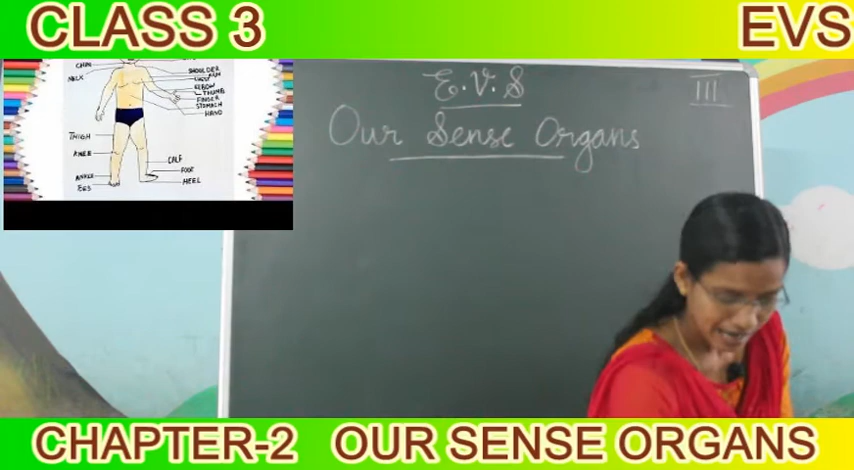 CLASS 3
EVS
CHIN
NECK
SHOULDER
ARM
CHEST
ELBOW
THUMB
FINGER
STOMACH
HAND
THIGH
KNEE
CALF
FOOT
ANKLE
HEEL
E.V.S
III
Our Sense Organs
CHAPTER-2 OUR SENSE ORGANS